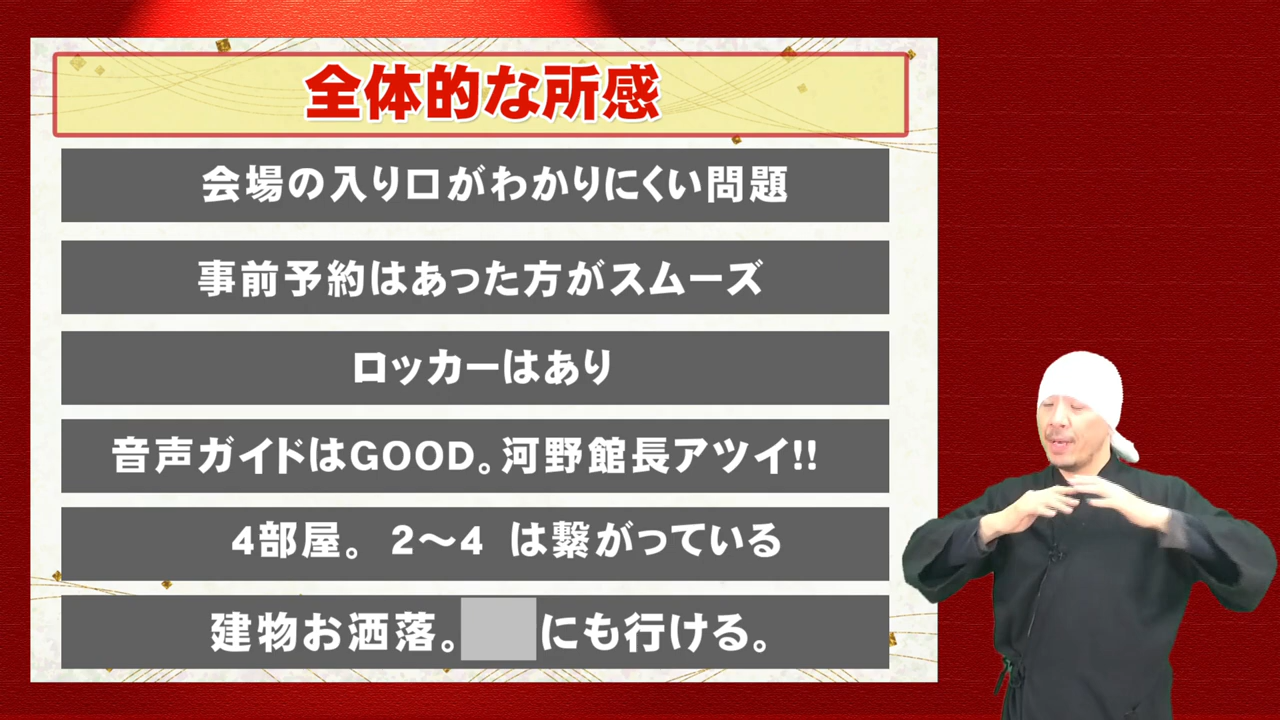 全体的な所感
会場の入り口がわかりにくい問題
事前予約はあった方がスムーズ
ロッカーはあり
音声ガイドはGOOD。河野館長アツイ!!
4部屋。 2～4 は繋がっている
建物お洒落。 にも行ける。